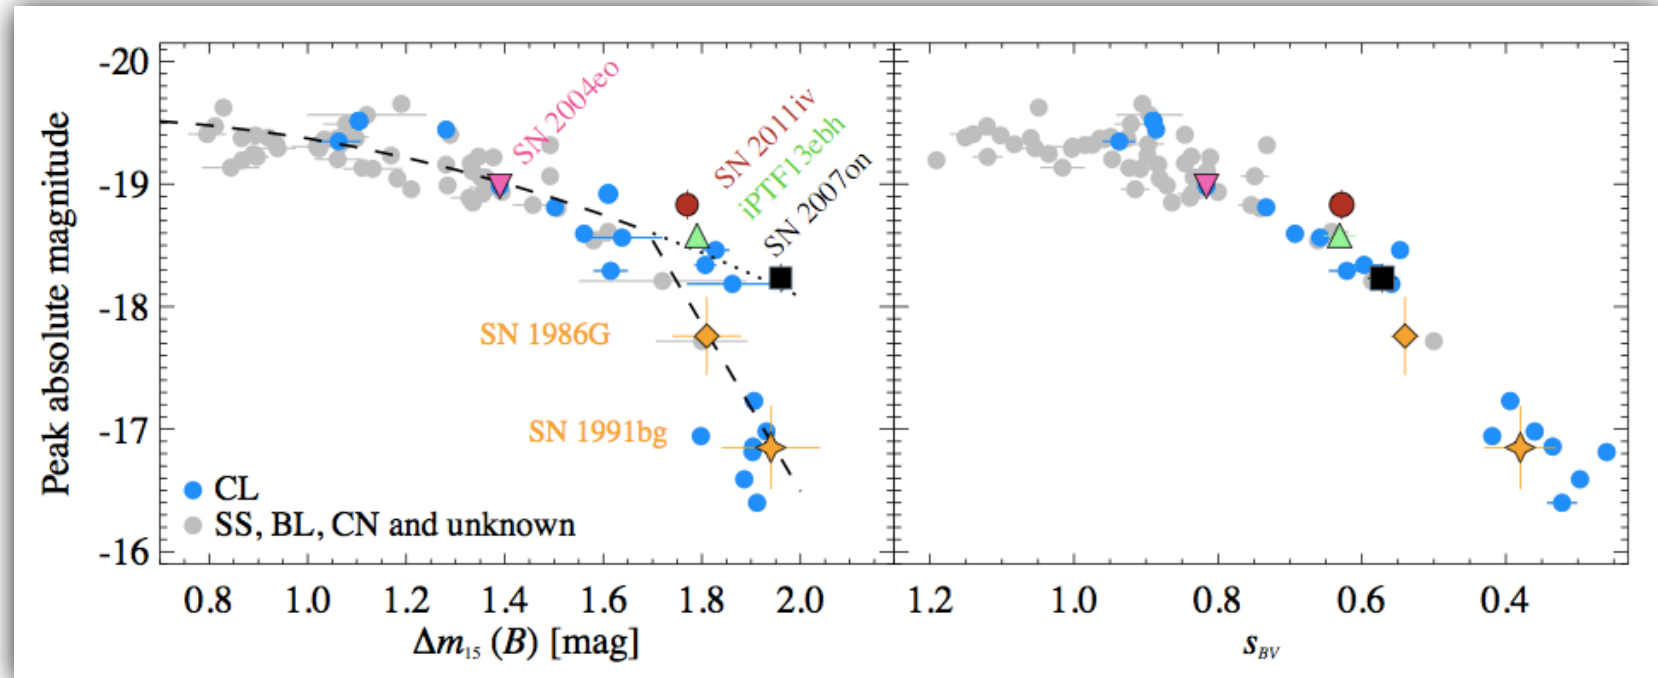 Peak absolute magnitude
-20
-19
-18
-17
-16
SN 2004eo
SN 2011iv
iPTF13ebh
SN 2007on
SN 1986G
SN 1991bg
CL
SS, BL, CN and unknown
0.8 1.0 1.2 1.4 1.6 1.8 2.0
Δm₁₅ (B) [mag]
1.2 1.0 0.8 0.6 0.4
s_BV